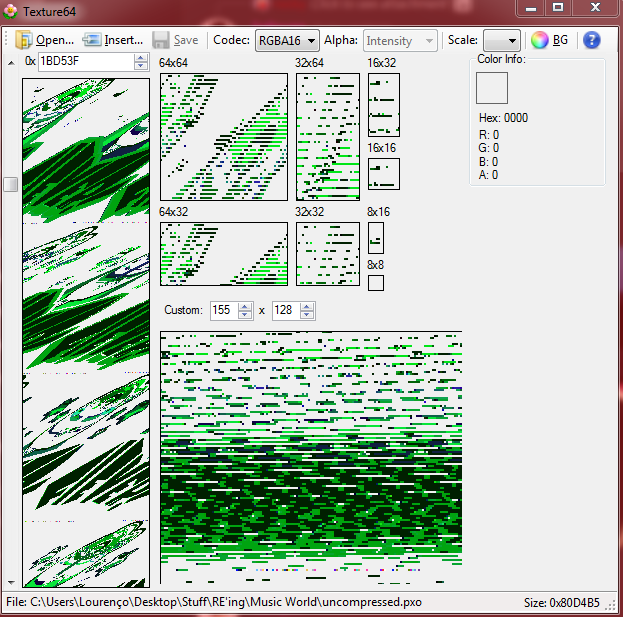 Texture64
Open... Insert... Save Codec: RGBA16 Alpha: Intensity Scale: BG ?
0x 1BD53F
64x64 32x64 16x32
Color Info:
Hex: 0000
R: 0
G: 0
B: 0
A: 0
16x16
64x32 32x32 8x16
8x8
Custom: 155 x 128
File: C:\Users\Lourenço\Desktop\Stuff\RE'ing\Music World\uncompressed.pxo Size: 0x80D4B5